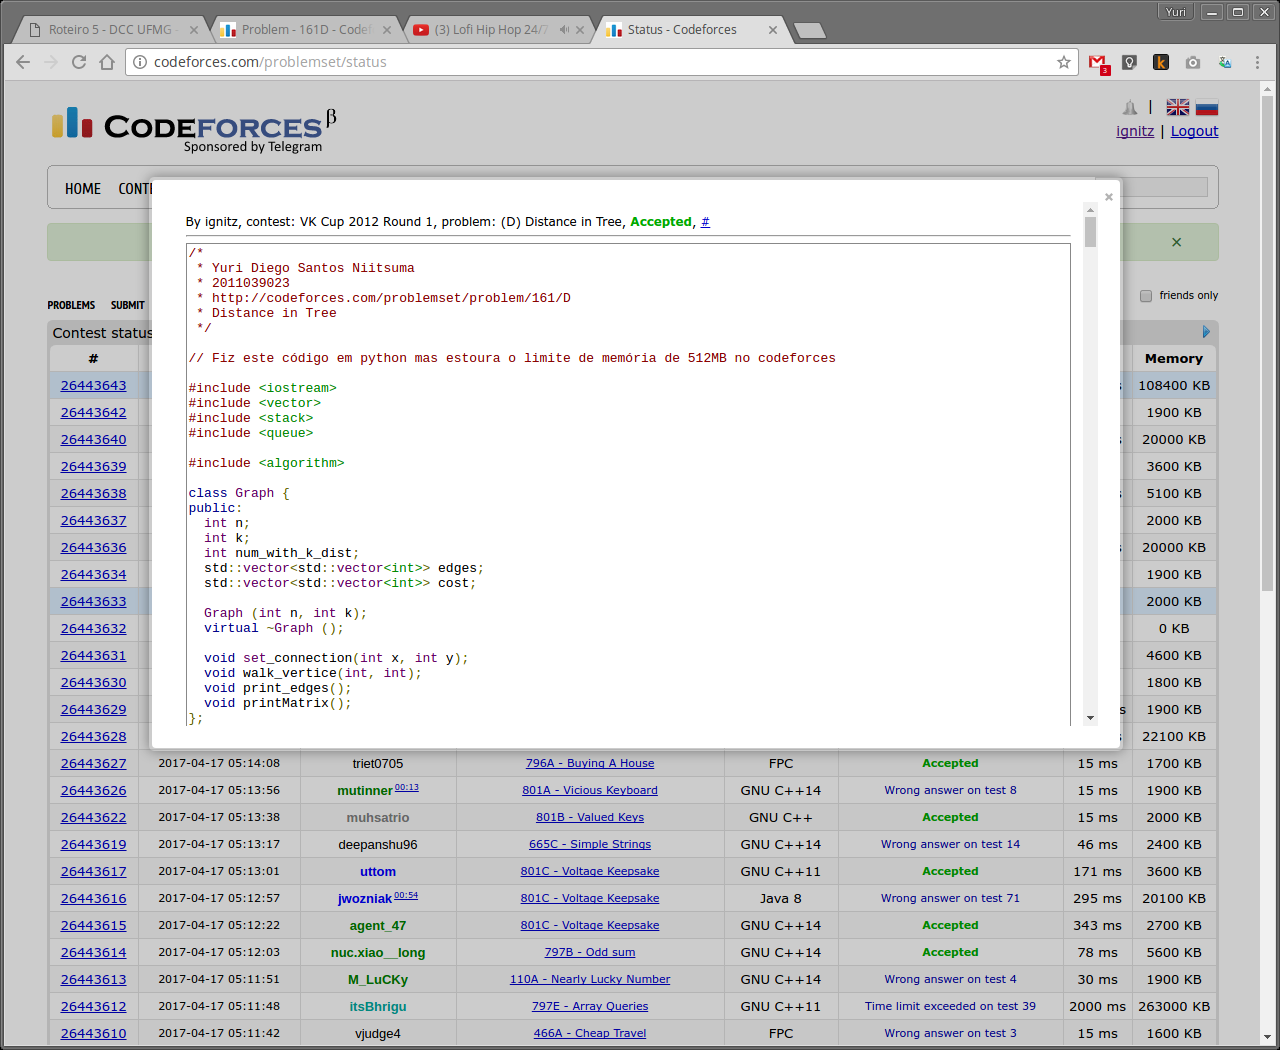 Yuri
Roteiro 5 - DCC UFMG -
Problem - 161D - Codef
(3) Lofi Hip Hop 24/7
Status - Codeforces
codeforces.com/problemset/status
3
k
CODEFORCES β
Sponsored by Telegram
|
ignitz | Logout
HOME CONT
×
PROBLEMS SUBMIT
friends only
Contest status
# Memory
×
By ignitz, contest: VK Cup 2012 Round 1, problem: (D) Distance in Tree, Accepted, #
/*
* Yuri Diego Santos Niitsuma
* 2011039023
* http://codeforces.com/problemset/problem/161/D
* Distance in Tree
*/
// Fiz este código em python mas estoura o limite de memória de 512MB no codeforces
#include <iostream>
#include <vector>
#include <stack>
#include <queue>
#include <algorithm>
class Graph {
public:
int n;
int k;
int num_with_k_dist;
std::vector<std::vector<int>> edges;
std::vector<std::vector<int>> cost;
Graph (int n, int k);
virtual ~Graph ();
void set_connection(int x, int y);
void walk_vertice(int, int);
void print_edges();
void printMatrix();
};
26443643 108400 KB
26443642 1900 KB
26443640 20000 KB
26443639 3600 KB
26443638 5100 KB
26443637 2000 KB
26443636 20000 KB
26443634 1900 KB
26443633 2000 KB
26443632 0 KB
26443631 4600 KB
26443630 1800 KB
26443629 1900 KB
26443628 22100 KB
26443627 2017-04-17 05:14:08 triet0705 796A - Buying A House FPC Accepted 15 ms 1700 KB
26443626 2017-04-17 05:13:56 mutinner 00:13 801A - Vicious Keyboard GNU C++14 Wrong answer on test 8 15 ms 1900 KB
26443622 2017-04-17 05:13:38 muhsatrio 801B - Valued Keys GNU C++ Accepted 15 ms 2000 KB
26443619 2017-04-17 05:13:17 deepanshu96 665C - Simple Strings GNU C++14 Wrong answer on test 14 46 ms 2400 KB
26443617 2017-04-17 05:13:01 uttom 801C - Voltage Keepsake GNU C++11 Accepted 171 ms 3600 KB
26443616 2017-04-17 05:12:57 jwozniak 00:54 801C - Voltage Keepsake Java 8 Wrong answer on test 71 295 ms 20100 KB
26443615 2017-04-17 05:12:22 agent_47 801C - Voltage Keepsake GNU C++14 Accepted 343 ms 2700 KB
26443614 2017-04-17 05:12:03 nuc.xiao__long 797B - Odd sum GNU C++14 Accepted 78 ms 5600 KB
26443613 2017-04-17 05:11:51 M_LuCKy 110A - Nearly Lucky Number GNU C++14 Wrong answer on test 4 30 ms 1900 KB
26443612 2017-04-17 05:11:48 itsBhrigu 797E - Array Queries GNU C++11 Time limit exceeded on test 39 2000 ms 263000 KB
26443610 2017-04-17 05:11:42 vjudge4 466A - Cheap Travel FPC Wrong answer on test 3 15 ms 1600 KB